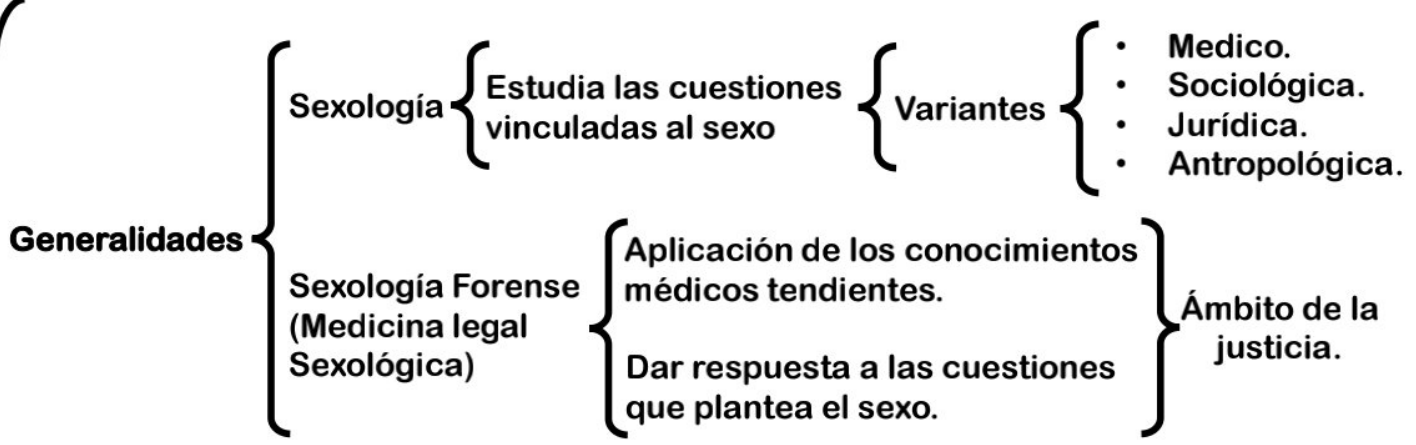 Generalidades
Sexología
Estudia las cuestiones
vinculadas al sexo
Variantes
• Medico.
• Sociológica.
• Jurídica.
• Antropológica.
Sexología Forense
(Medicina legal
Sexológica)
Aplicación de los conocimientos
médicos tendientes.
Dar respuesta a las cuestiones
que plantea el sexo.
Ámbito de la
justicia.